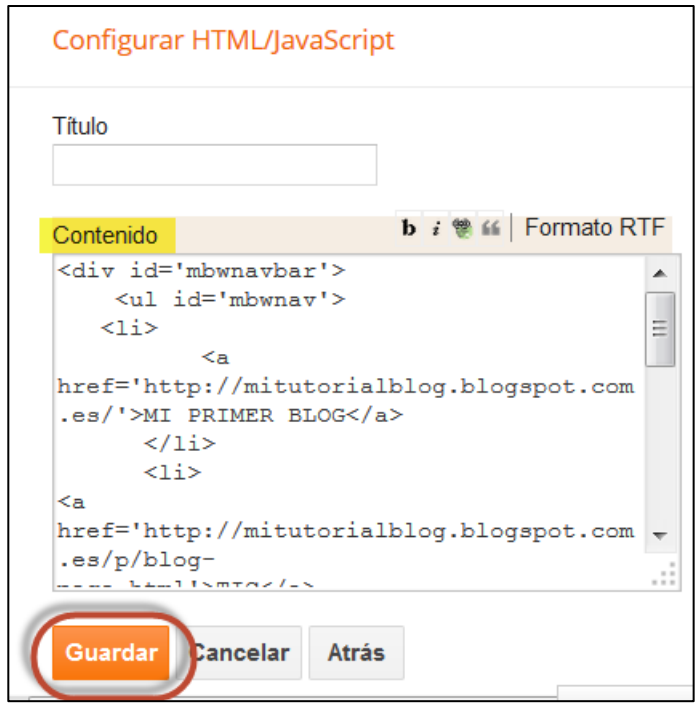 Configurar HTML/JavaScript
Título
Contenido b i “ Formato RTF
<div id='mbwnavbar'>
<ul id='mbwnav'>
<li>
<a
href='http://mitutorialblog.blogspot.com
.es/'>MI PRIMER BLOG</a>
</li>
<li>
<a
href='http://mitutorialblog.blogspot.com
.es/p/blog-
Guardar Cancelar Atrás